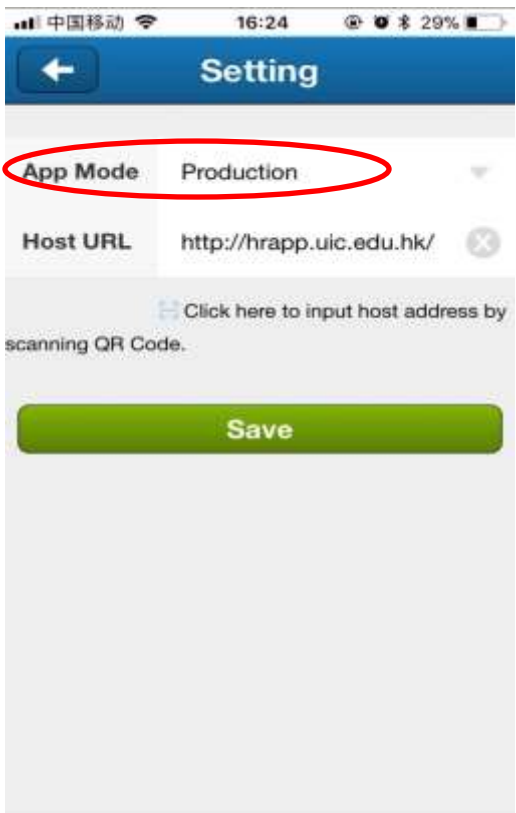 中国移动 16:24 29%
Setting
App Mode Production
Host URL http://hrapp.uic.edu.hk/
Click here to input host address by
scanning QR Code.
Save